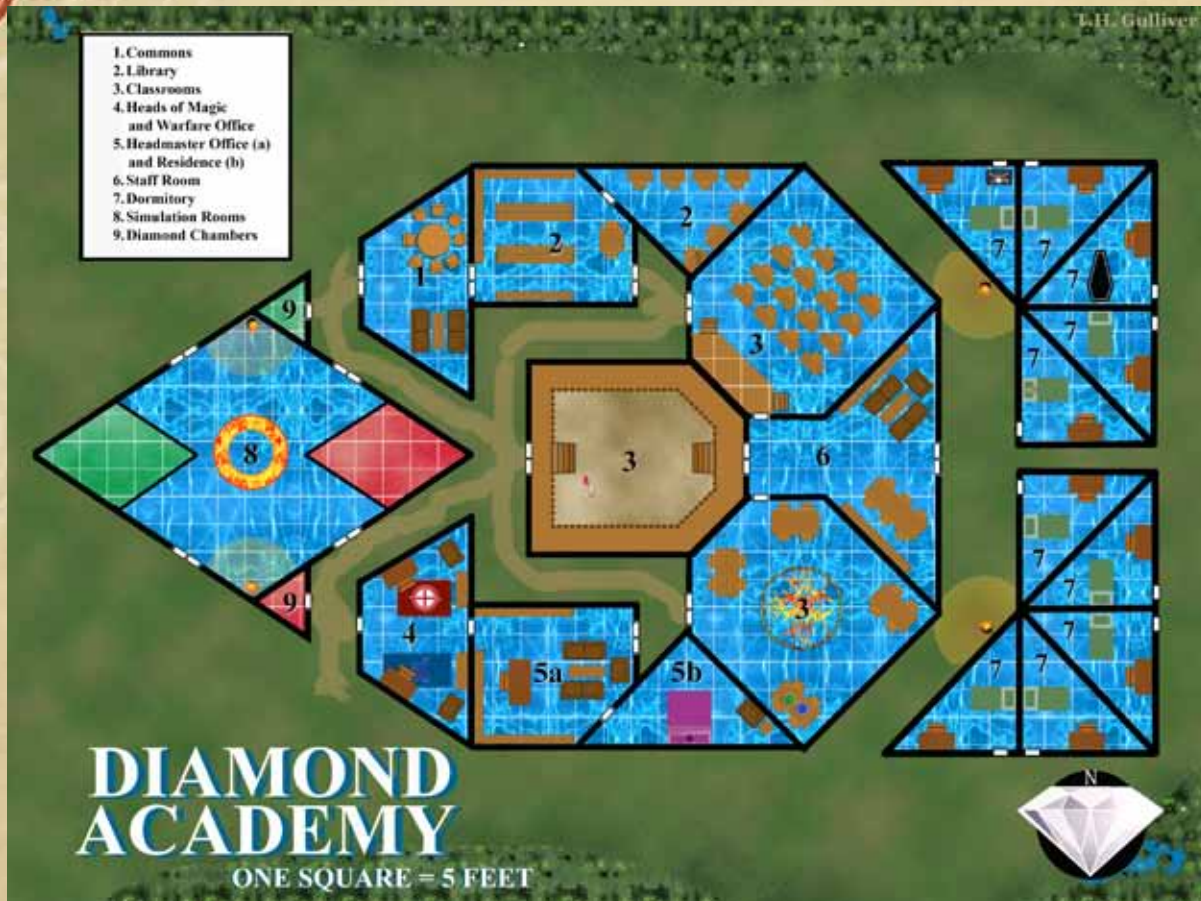 T.H. Gulliver
1. Commons
2. Library
3. Classrooms
4. Heads of Magic
and Warfare Office
5. Headmaster Office (a)
and Residence (b)
6. Staff Room
7. Dormitory
8. Simulation Rooms
9. Diamond Chambers
2
2
1
7
7
7
9
3
7
7
8
3
6
7
7
9
4
3
5a
5b
7
7
7
DIAMOND
ACADEMY
ONE SQUARE = 5 FEET
N